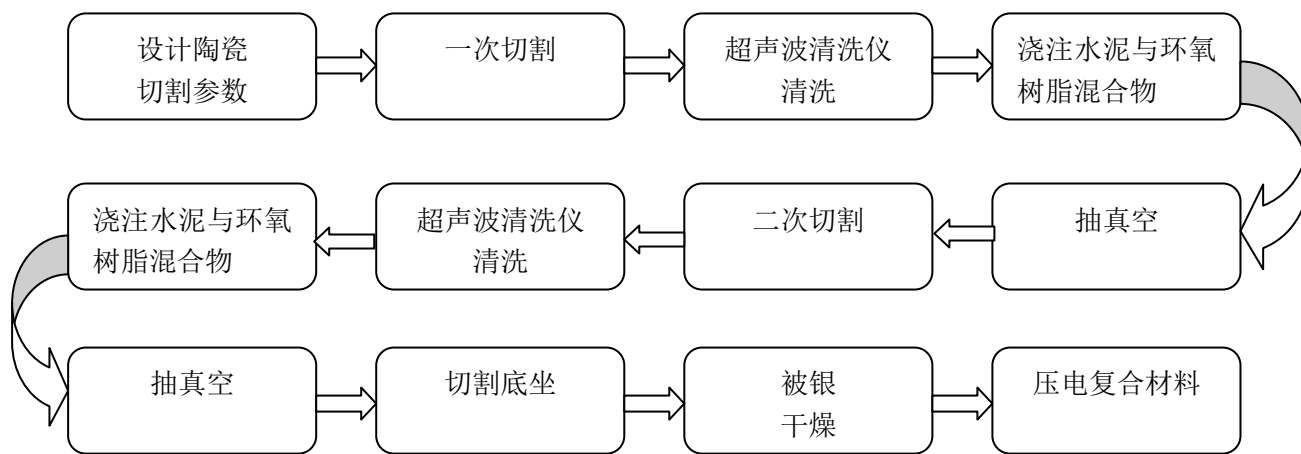 设计陶瓷
切割参数
一次切割
超声波清洗仪
清洗
浇注水泥与环氧
树脂混合物
抽真空
二次切割
超声波清洗仪
清洗
浇注水泥与环氧
树脂混合物
抽真空
切割底坐
被银
干燥
压电复合材料